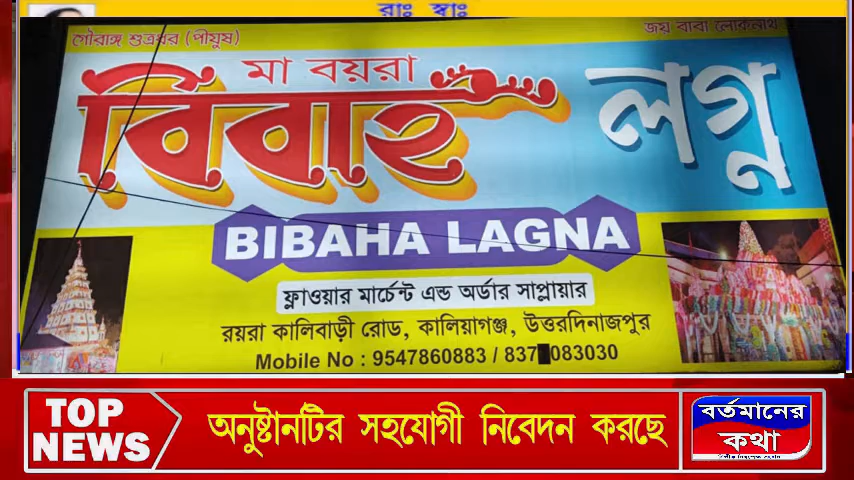 রাঃ স্বাঃ
গৌরাঙ্গ শুত্রধর (পীযুষ)
জয় বাবা লোকনাথ
মা বয়রা
বিবাহ লগ্ন
BIBAHA LAGNA
ফ্লাওয়ার মার্চেন্ট এন্ড অর্ডার সাপ্লায়ার
রয়রা কালিবাড়ী রোড, কালিয়াগঞ্জ, উত্তরদিনাজপুর
Mobile No : 9547860883 / 837 083030
TOP
NEWS
অনুষ্টানটির সহযোগী নিবেদন করছে
বর্তমানের
কথা